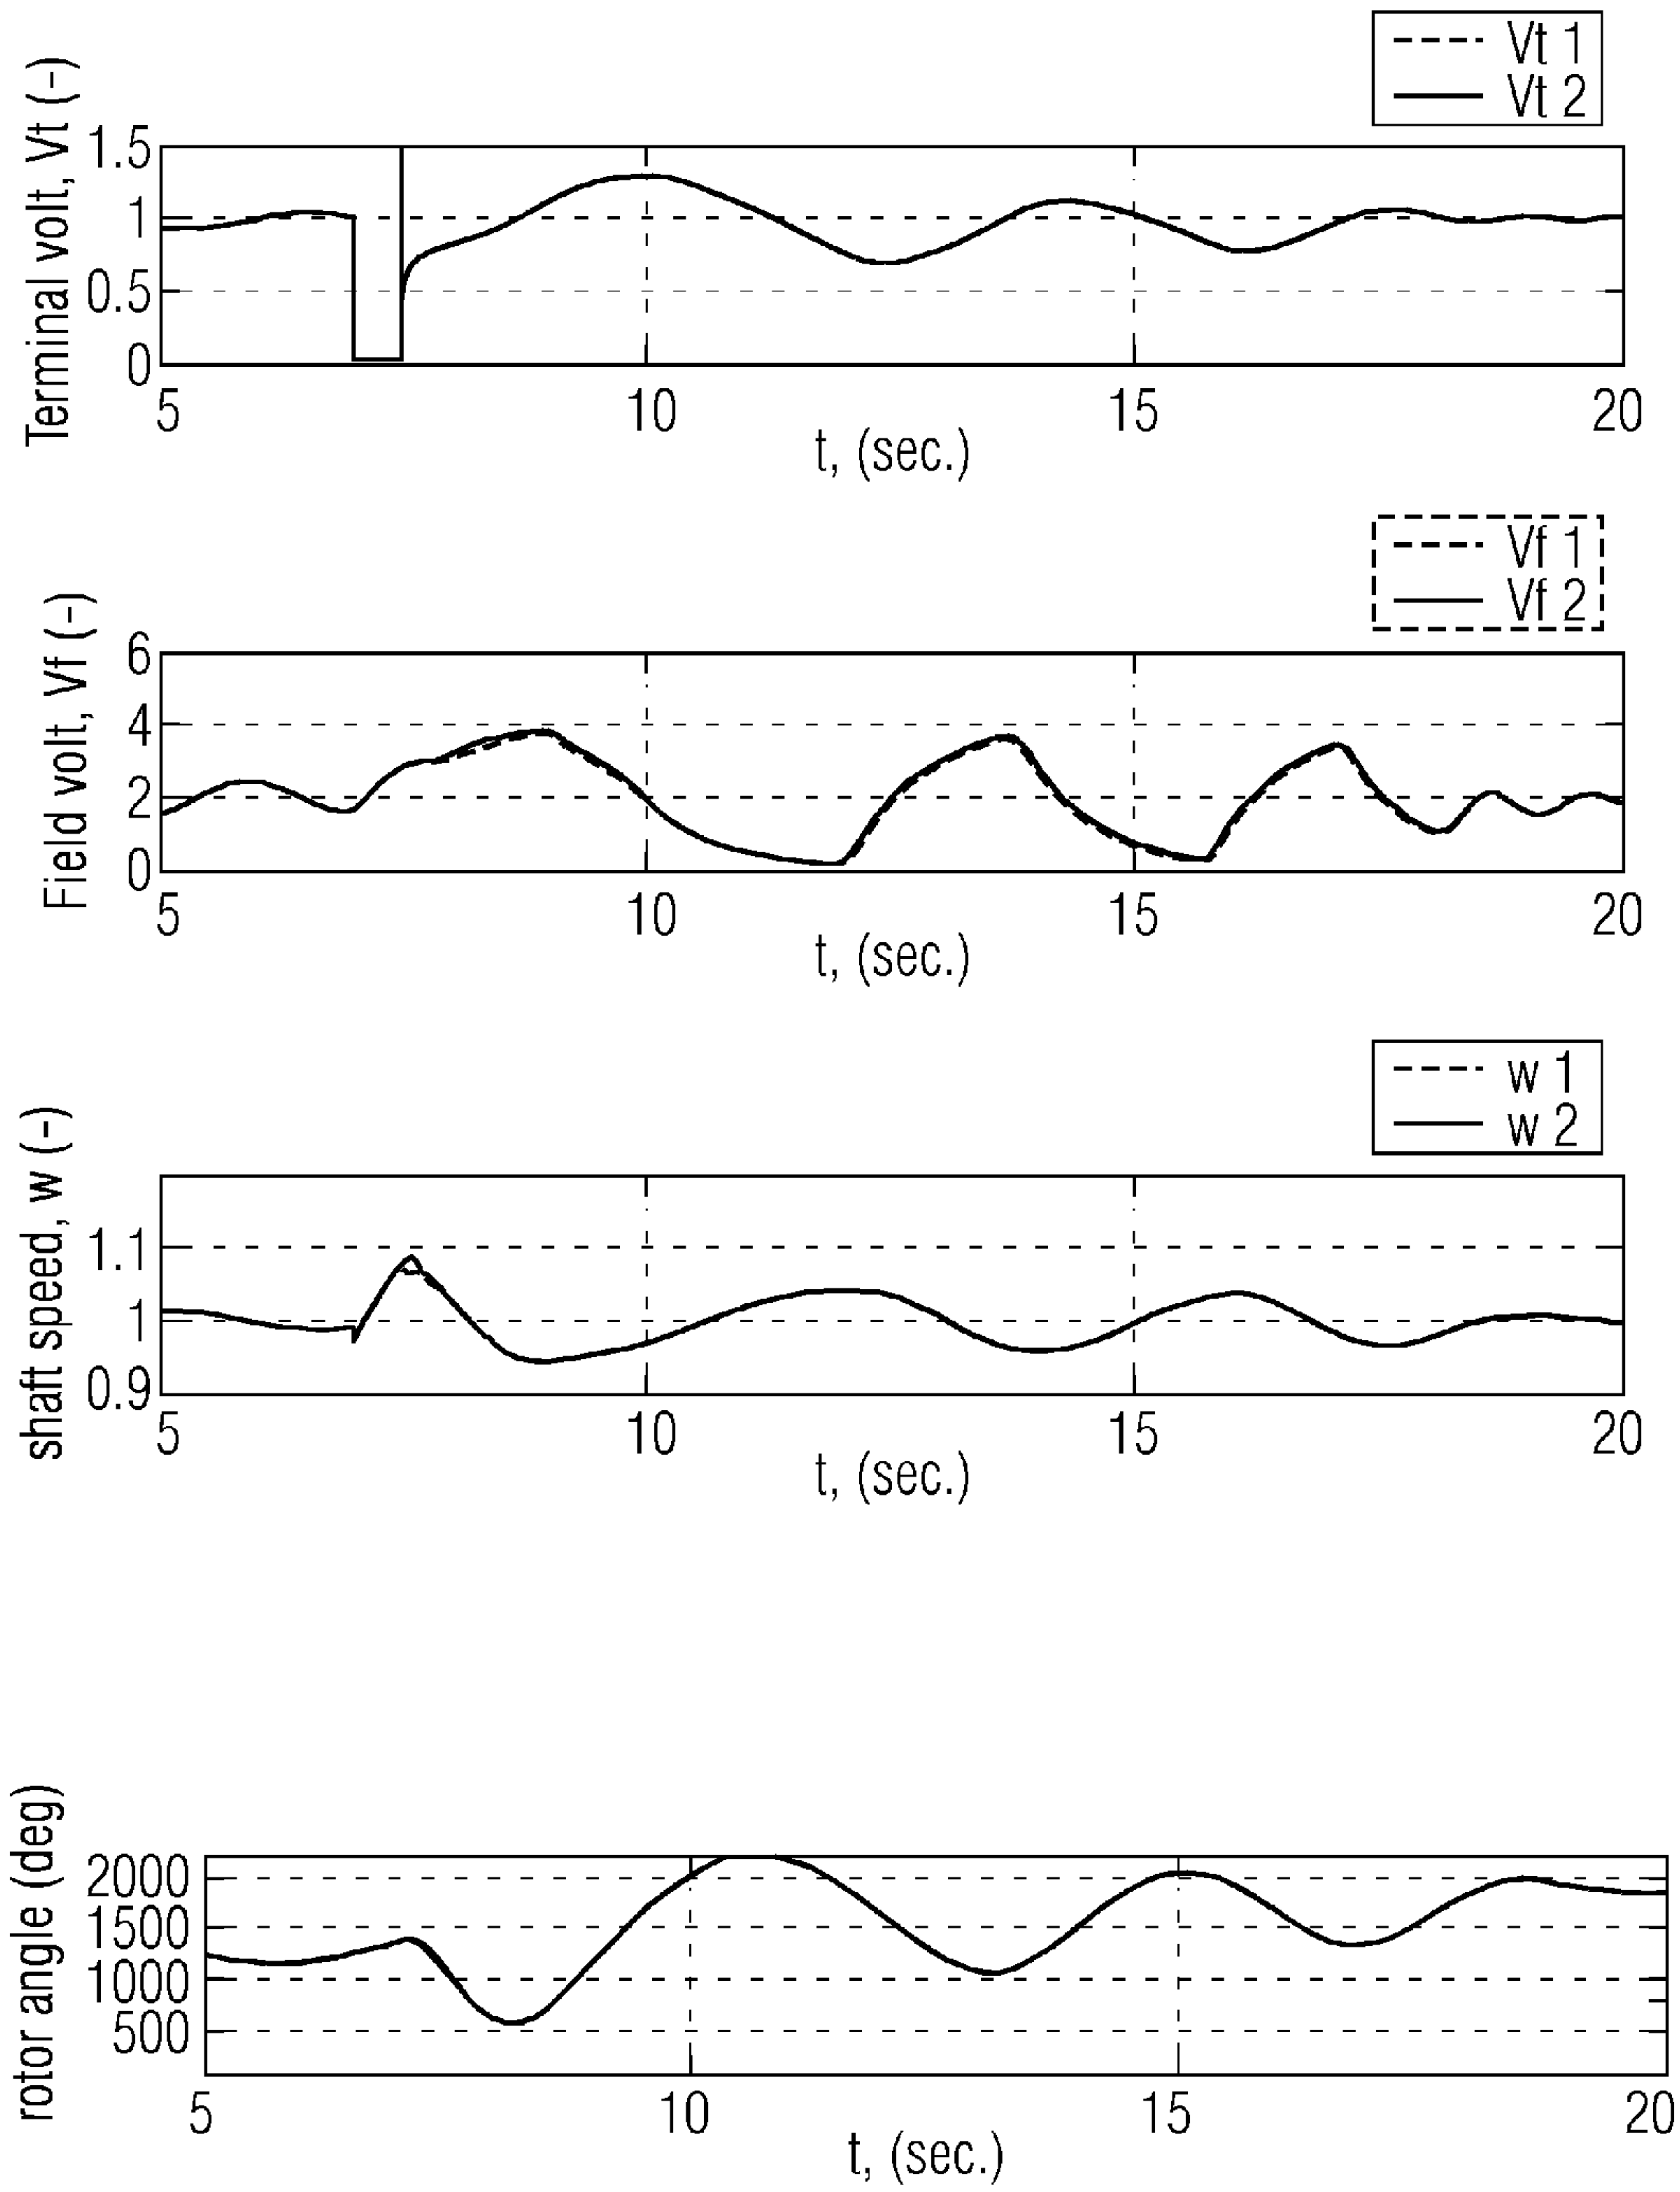 Vt 1
Vt 2
Terminal volt, Vt (-)
1.5
1
0.5
0
5 10 15 20
t, (sec.)
Vf 1
Vf 2
Field volt, Vf (-)
6
4
2
0
5 10 15 20
t, (sec.)
w 1
w 2
shaft speed, w (-)
1.1
1
0.9
5 10 15 20
t, (sec.)
rotor angle (deg)
2000
1500
1000
500
5 10 15 20
t, (sec.)